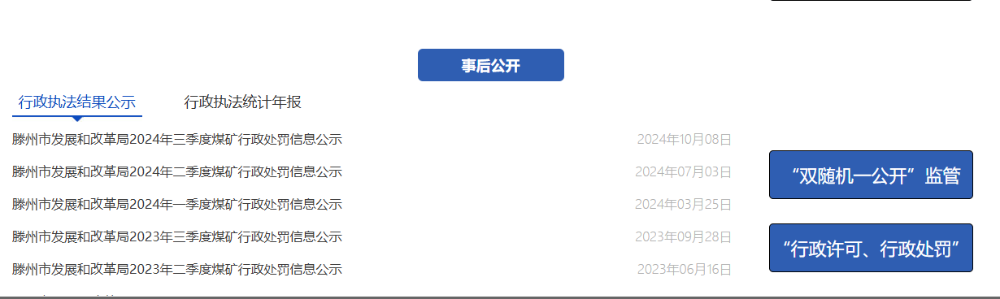 事后公开
行政执法结果公示 行政执法统计年报
滕州市发展和改革局2024年三季度煤矿行政处罚信息公示 2024年10月08日
滕州市发展和改革局2024年二季度煤矿行政处罚信息公示 2024年07月03日
“双随机一公开”监管
滕州市发展和改革局2024年一季度煤矿行政处罚信息公示 2024年03月25日
滕州市发展和改革局2023年三季度煤矿行政处罚信息公示 2023年09月28日
“行政许可、行政处罚”
滕州市发展和改革局2023年二季度煤矿行政处罚信息公示 2023年06月16日